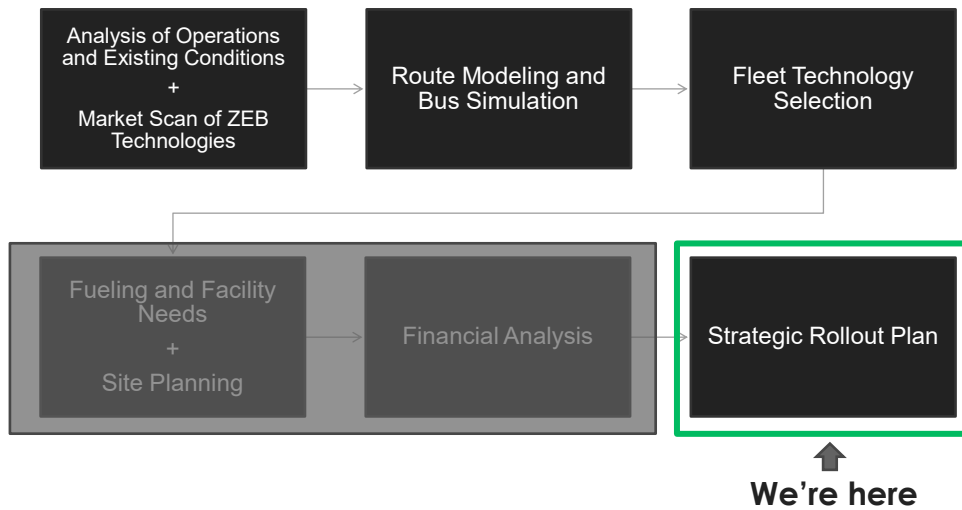 Analysis of Operations
and Existing Conditions
+
Market Scan of ZEB
Technologies
Route Modeling and
Bus Simulation
Fleet Technology
Selection
Fueling and Facility
Needs
+
Site Planning
Financial Analysis
Strategic Rollout Plan
We're here